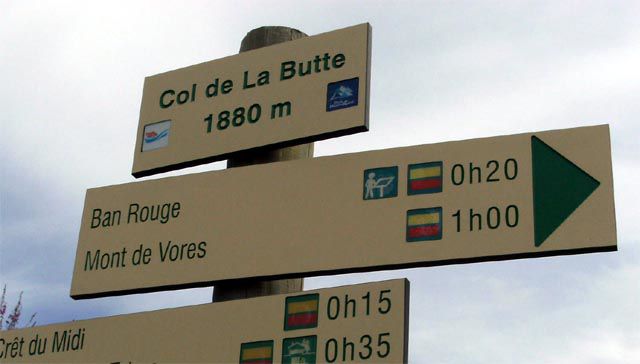 Col de La Butte
1880 m
Ban Rouge 0h20
Mont de Vores 1h00
Crêt du Midi 0h15
0h35